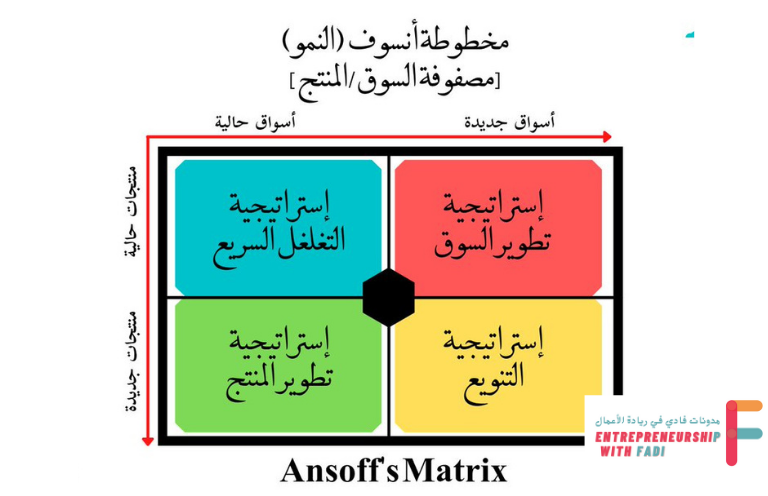 مخطوطة أنسوف (النمو)
[مصفوفة السوق/المنتج]
أسواق جديدة
أسواق حالية
منتجات حالية
منتجات جديدة
إستراتيجية
تطوير السوق
إستراتيجية
التغلغل السريع
إستراتيجية
التنويع
إستراتيجية
تطوير المنتج
مدونات فادي في ريادة الأعمال
ENTREPRENEURSHIP
WITH FADI
Ansoff's Matrix